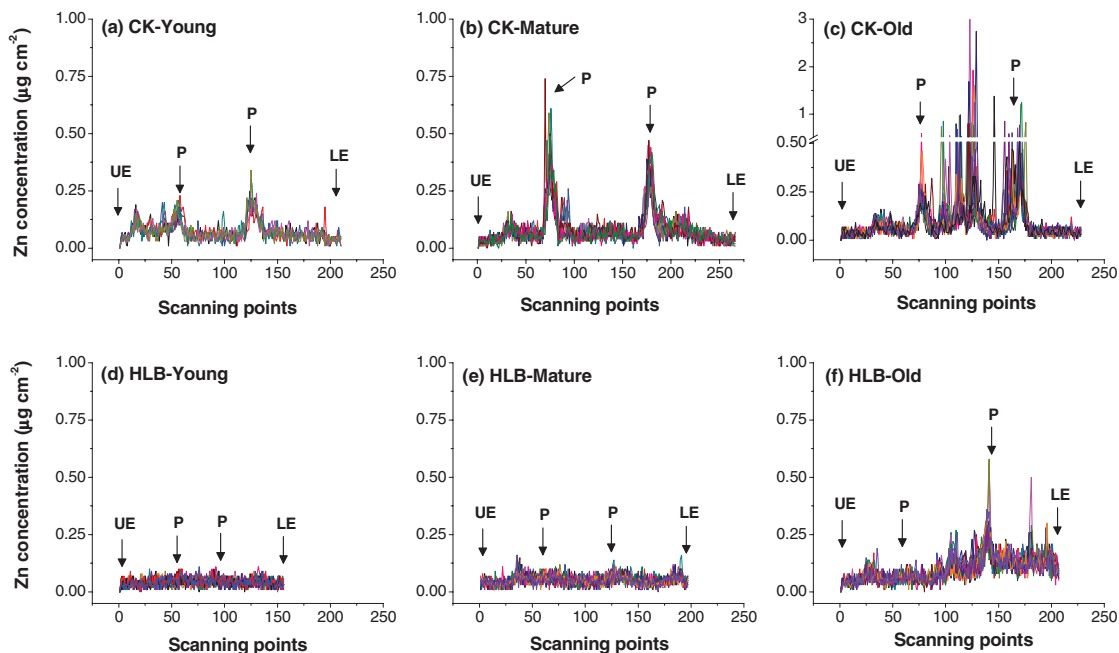 (a) CK-Young
(b) CK-Mature
(c) CK-Old
Zn concentration (µg cm⁻²)
1.00
0.75
0.50
0.25
0.00
UE
P
P
LE
0 50 100 150 200 250
Scanning points
1.00
0.75
0.50
0.25
0.00
UE
P
P
LE
0 50 100 150 200 250 300
Scanning points
3
2
1
0.50
0.25
0.00
UE
P
P
LE
0 50 100 150 200 250
Scanning points
(d) HLB-Young
(e) HLB-Mature
(f) HLB-Old
Zn concentration (µg cm⁻²)
1.00
0.75
0.50
0.25
0.00
UE
P
P
LE
0 50 100 150 200 250
Scanning points
1.00
0.75
0.50
0.25
0.00
UE
P
P
LE
0 50 100 150 200 250
Scanning points
1.00
0.75
0.50
0.25
0.00
UE
P
P
LE
0 50 100 150 200 250
Scanning points